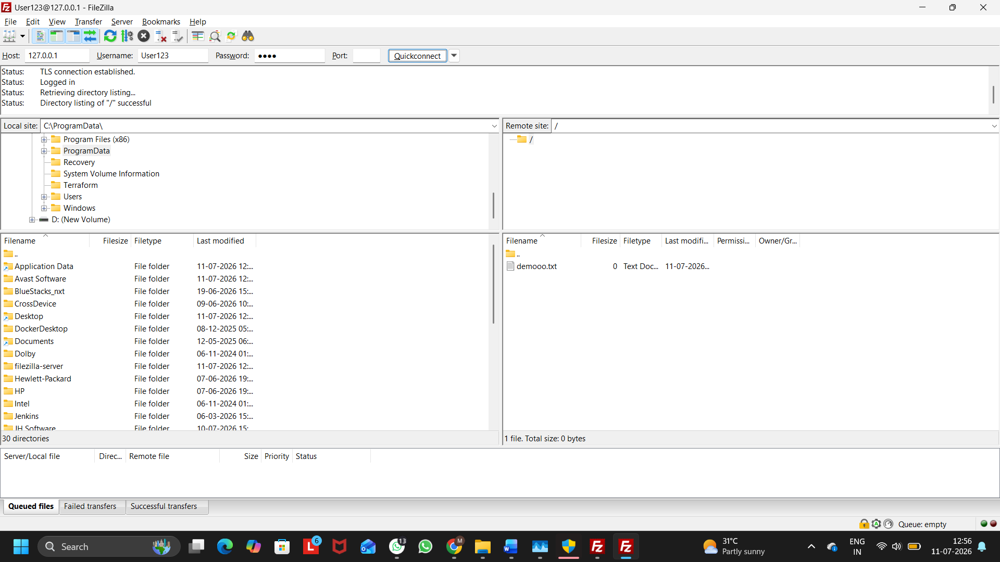 User123@127.0.0.1 - FileZilla
File Edit View Transfer Server Bookmarks Help
Host: 127.0.0.1 Username: User123 Password: ●●●● Port: Quickconnect
Status: TLS connection established.
Status: Logged in
Status: Retrieving directory listing...
Status: Directory listing of "/" successful
Local site: C:\ProgramData\
Program Files (x86)
ProgramData
Recovery
System Volume Information
Terraform
Users
Windows
D: (New Volume)
Remote site: /
/
Filename Filesize Filetype Last modified
..
Application Data File folder 11-07-2026 12:...
Avast Software File folder 11-07-2026 12:...
BlueStacks_nxt File folder 19-06-2026 15:...
CrossDevice File folder 09-06-2026 10:...
Desktop File folder 11-07-2026 12:...
DockerDesktop File folder 08-12-2025 05:...
Documents File folder 12-05-2025 06:...
Dolby File folder 06-11-2024 01:...
filezilla-server File folder 11-07-2026 12:...
Hewlett-Packard File folder 07-06-2026 19:...
HP File folder 07-06-2026 19:...
Intel File folder 06-11-2024 01:...
Jenkins File folder 06-03-2026 15:...
JH Software File folder 10-07-2026 15:
30 directories
Filename Filesize Filetype Last modifi... Permissi... Owner/Gr...
..
demooo.txt 0 Text Doc... 11-07-2026...
1 file. Total size: 0 bytes
Server/Local file Direc... Remote file Size Priority Status
Queued files Failed transfers Successful transfers
Queue: empty
Search
6
13
M
31°C
Partly sunny
ENG
IN
12:56
11-07-2026